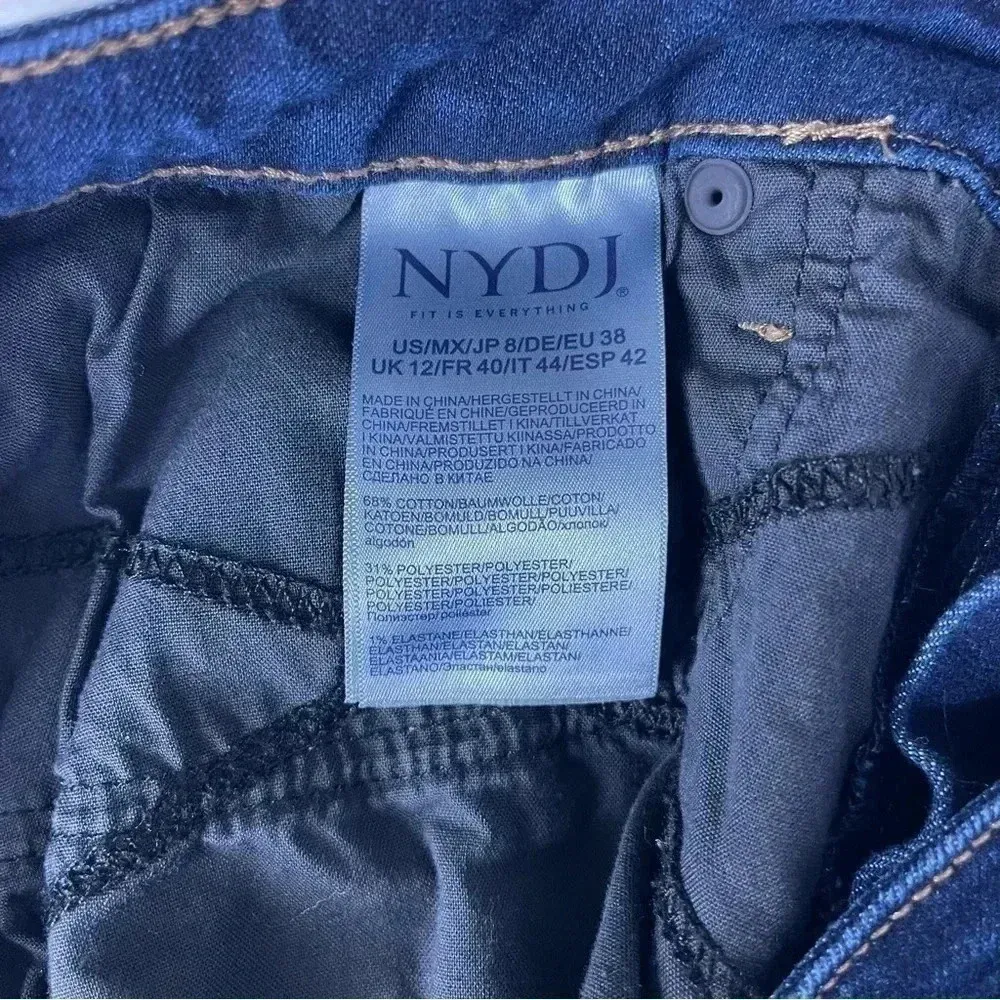 NYDJ®
FIT IS EVERYTHING
US/MX/JP 8/DE/EU 38
UK 12/FR 40/IT 44/ESP 42
MADE IN CHINA/HERGESTELLT IN CHINA/
FABRIQUÉ EN CHINE/GEPRODUCEERD IN
CHINA/FREMSTILLET I KINA/TILLVERKAT
I KINA/VALMISTETTU KIINASSA/PRODOTTO
IN CHINA/PRODUSERT I KINA/FABRICADO
EN CHINA/PRODUZIDO NA CHINA/
СДЕЛАНО В КИТАЕ
68% COTTON/BAUMWOLLE/COTON/
KATOEN/BOMULD/BOMULL/PUUVILLA/
COTONE/BOMULL/ALGODÃO/хлопок/
algodón
31% POLYESTER/POLYESTER/
POLYESTER/POLYESTER/POLYESTER/
POLYESTER/POLYESTERI/POLIESTERE/
POLYESTER/POLIÉSTER/
Полиэстер/poliéster
1% ELASTANE/ELASTHAN/ÉLASTHANNE/
ELASTHAN/ELASTAN/ELASTAN/
ELASTAANIA/ELASTAM/ELASTAN/
ELASTANO/Эластан/elastano